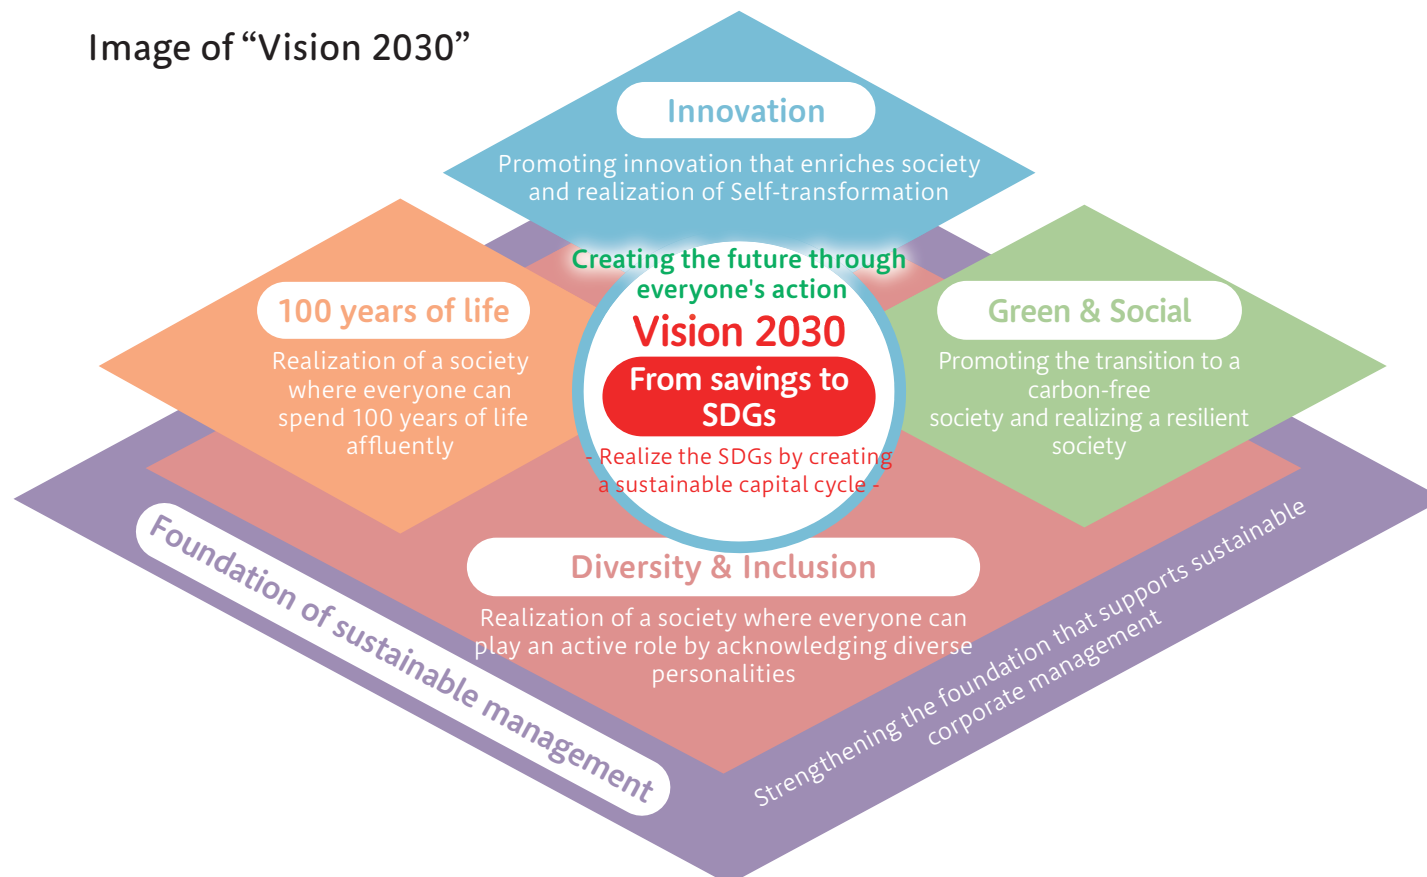 Image of “Vision 2030”
Innovation
Promoting innovation that enriches society
and realization of Self-transformation
Creating the future through
everyone's action
Vision 2030
From savings to
SDGs
- Realize the SDGs by creating
a sustainable capital cycle -
100 years of life
Realization of a society
where everyone can
spend 100 years of life
affluently
Green & Social
Promoting the transition to a
carbon-free
society and realizing a resilient
society
Diversity & Inclusion
Realization of a society where everyone can
play an active role by acknowledging diverse
personalities
Foundation of sustainable management
Strengthening the foundation that supports sustainable
corporate management